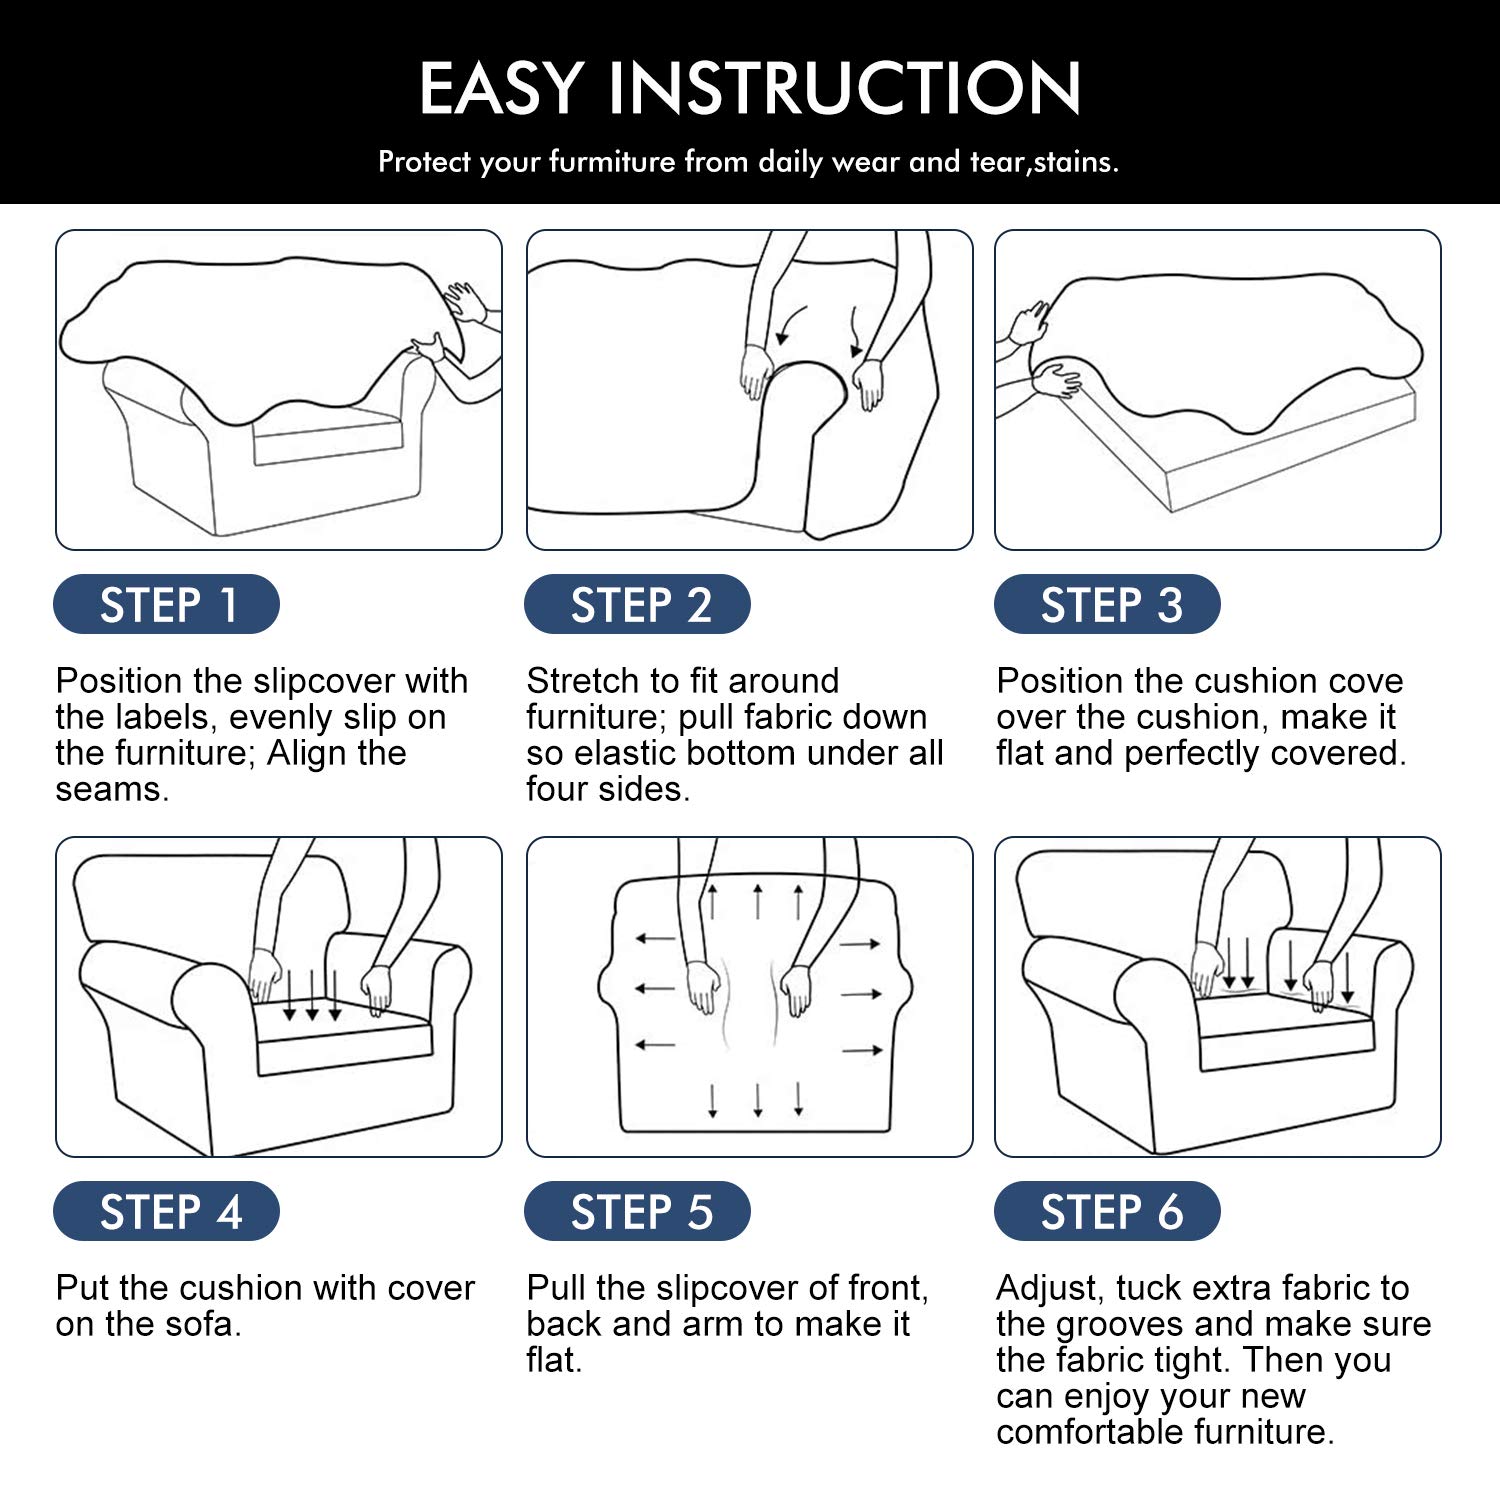 EASY INSTRUCTION
Protect your furmiture from daily wear and tear,stains.
STEP 1
Position the slipcover with
the labels, evenly slip on
the furniture; Align the
seams.
STEP 2
Stretch to fit around
furniture; pull fabric down
so elastic bottom under all
four sides.
STEP 3
Position the cushion cove
over the cushion, make it
flat and perfectly covered.
STEP 4
Put the cushion with cover
on the sofa.
STEP 5
Pull the slipcover of front,
back and arm to make it
flat.
STEP 6
Adjust, tuck extra fabric to
the grooves and make sure
the fabric tight. Then you
can enjoy your new
comfortable furniture.